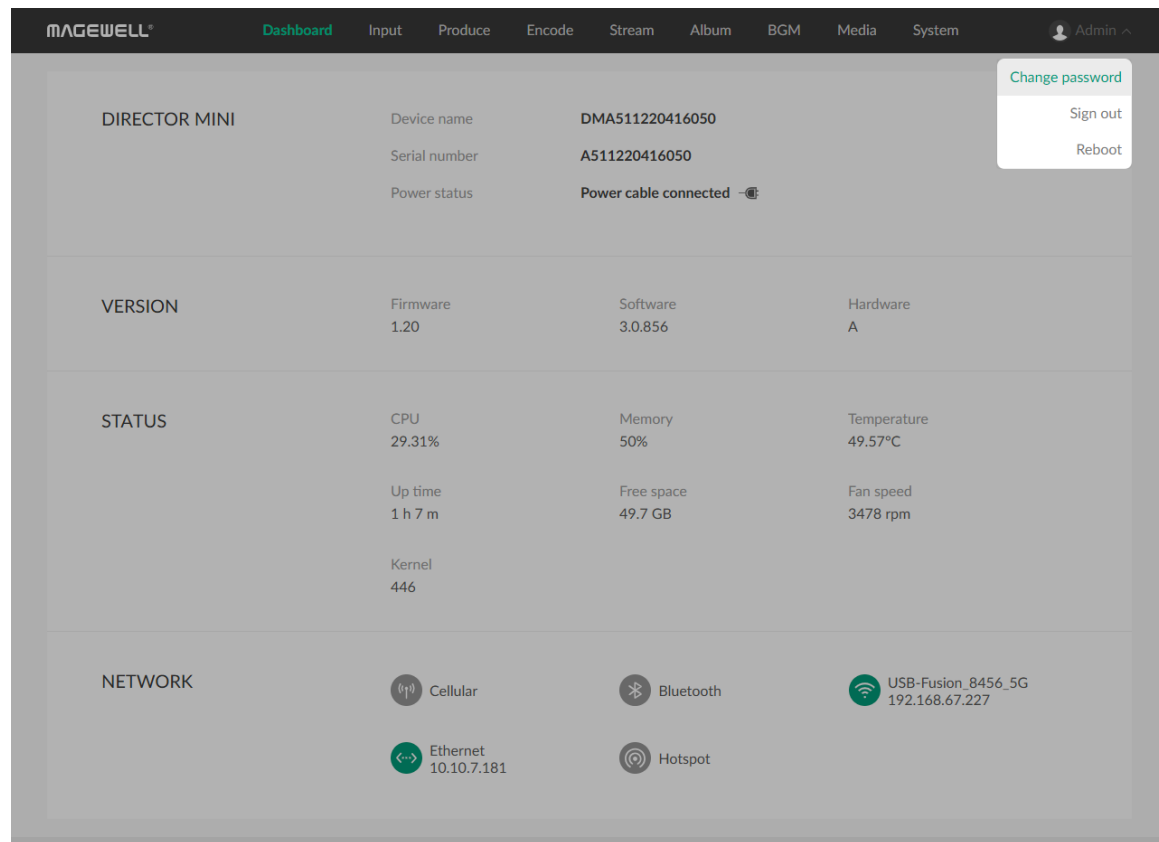 MAGEWELL®
Dashboard Input Produce Encode Stream Album BGM Media System Admin
Change password
Sign out
Reboot
DIRECTOR MINI
Device name DMA511220416050
Serial number A511220416050
Power status Power cable connected
VERSION
Firmware Software Hardware
1.20 3.0.856 A
STATUS
CPU Memory Temperature
29.31% 50% 49.57°C
Up time Free space Fan speed
1 h 7 m 49.7 GB 3478 rpm
Kernel
446
NETWORK
Cellular Bluetooth USB-Fusion_8456_5G
192.168.67.227
Ethernet Hotspot
10.10.7.181